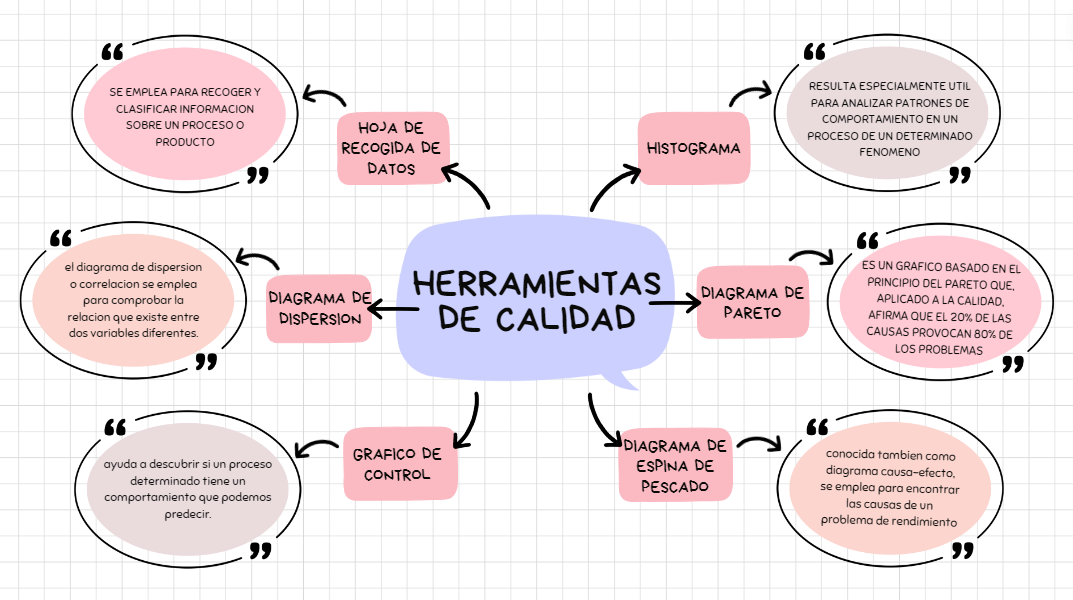 HERRAMIENTAS
DE CALIDAD
HOJA DE
RECOGIDA DE
DATOS
SE EMPLEA PARA RECOGER Y
CLASIFICAR INFORMACION
SOBRE UN PROCESO O
PRODUCTO
HISTOGRAMA
RESULTA ESPECIALMENTE UTIL
PARA ANALIZAR PATRONES DE
COMPORTAMIENTO EN UN
PROCESO DE UN DETERMINADO
FENOMENO
DIAGRAMA DE
DISPERSION
el diagrama de dispersion
o correlacion se emplea
para comprobar la
relacion que existe entre
dos variables diferentes.
DIAGRAMA DE
PARETO
ES UN GRAFICO BASADO EN EL
PRINCIPIO DEL PARETO QUE,
APLICADO A LA CALIDAD,
AFIRMA QUE EL 20% DE LAS
CAUSAS PROVOCAN 80% DE
LOS PROBLEMAS
GRAFICO DE
CONTROL
ayuda a descubrir si un proceso
determinado tiene un
comportamiento que podemos
predecir.
DIAGRAMA DE
ESPINA DE
PESCADO
conocida tambien como
diagrama causa-efecto,
se emplea para encontrar
las causas de un
problema de rendimiento